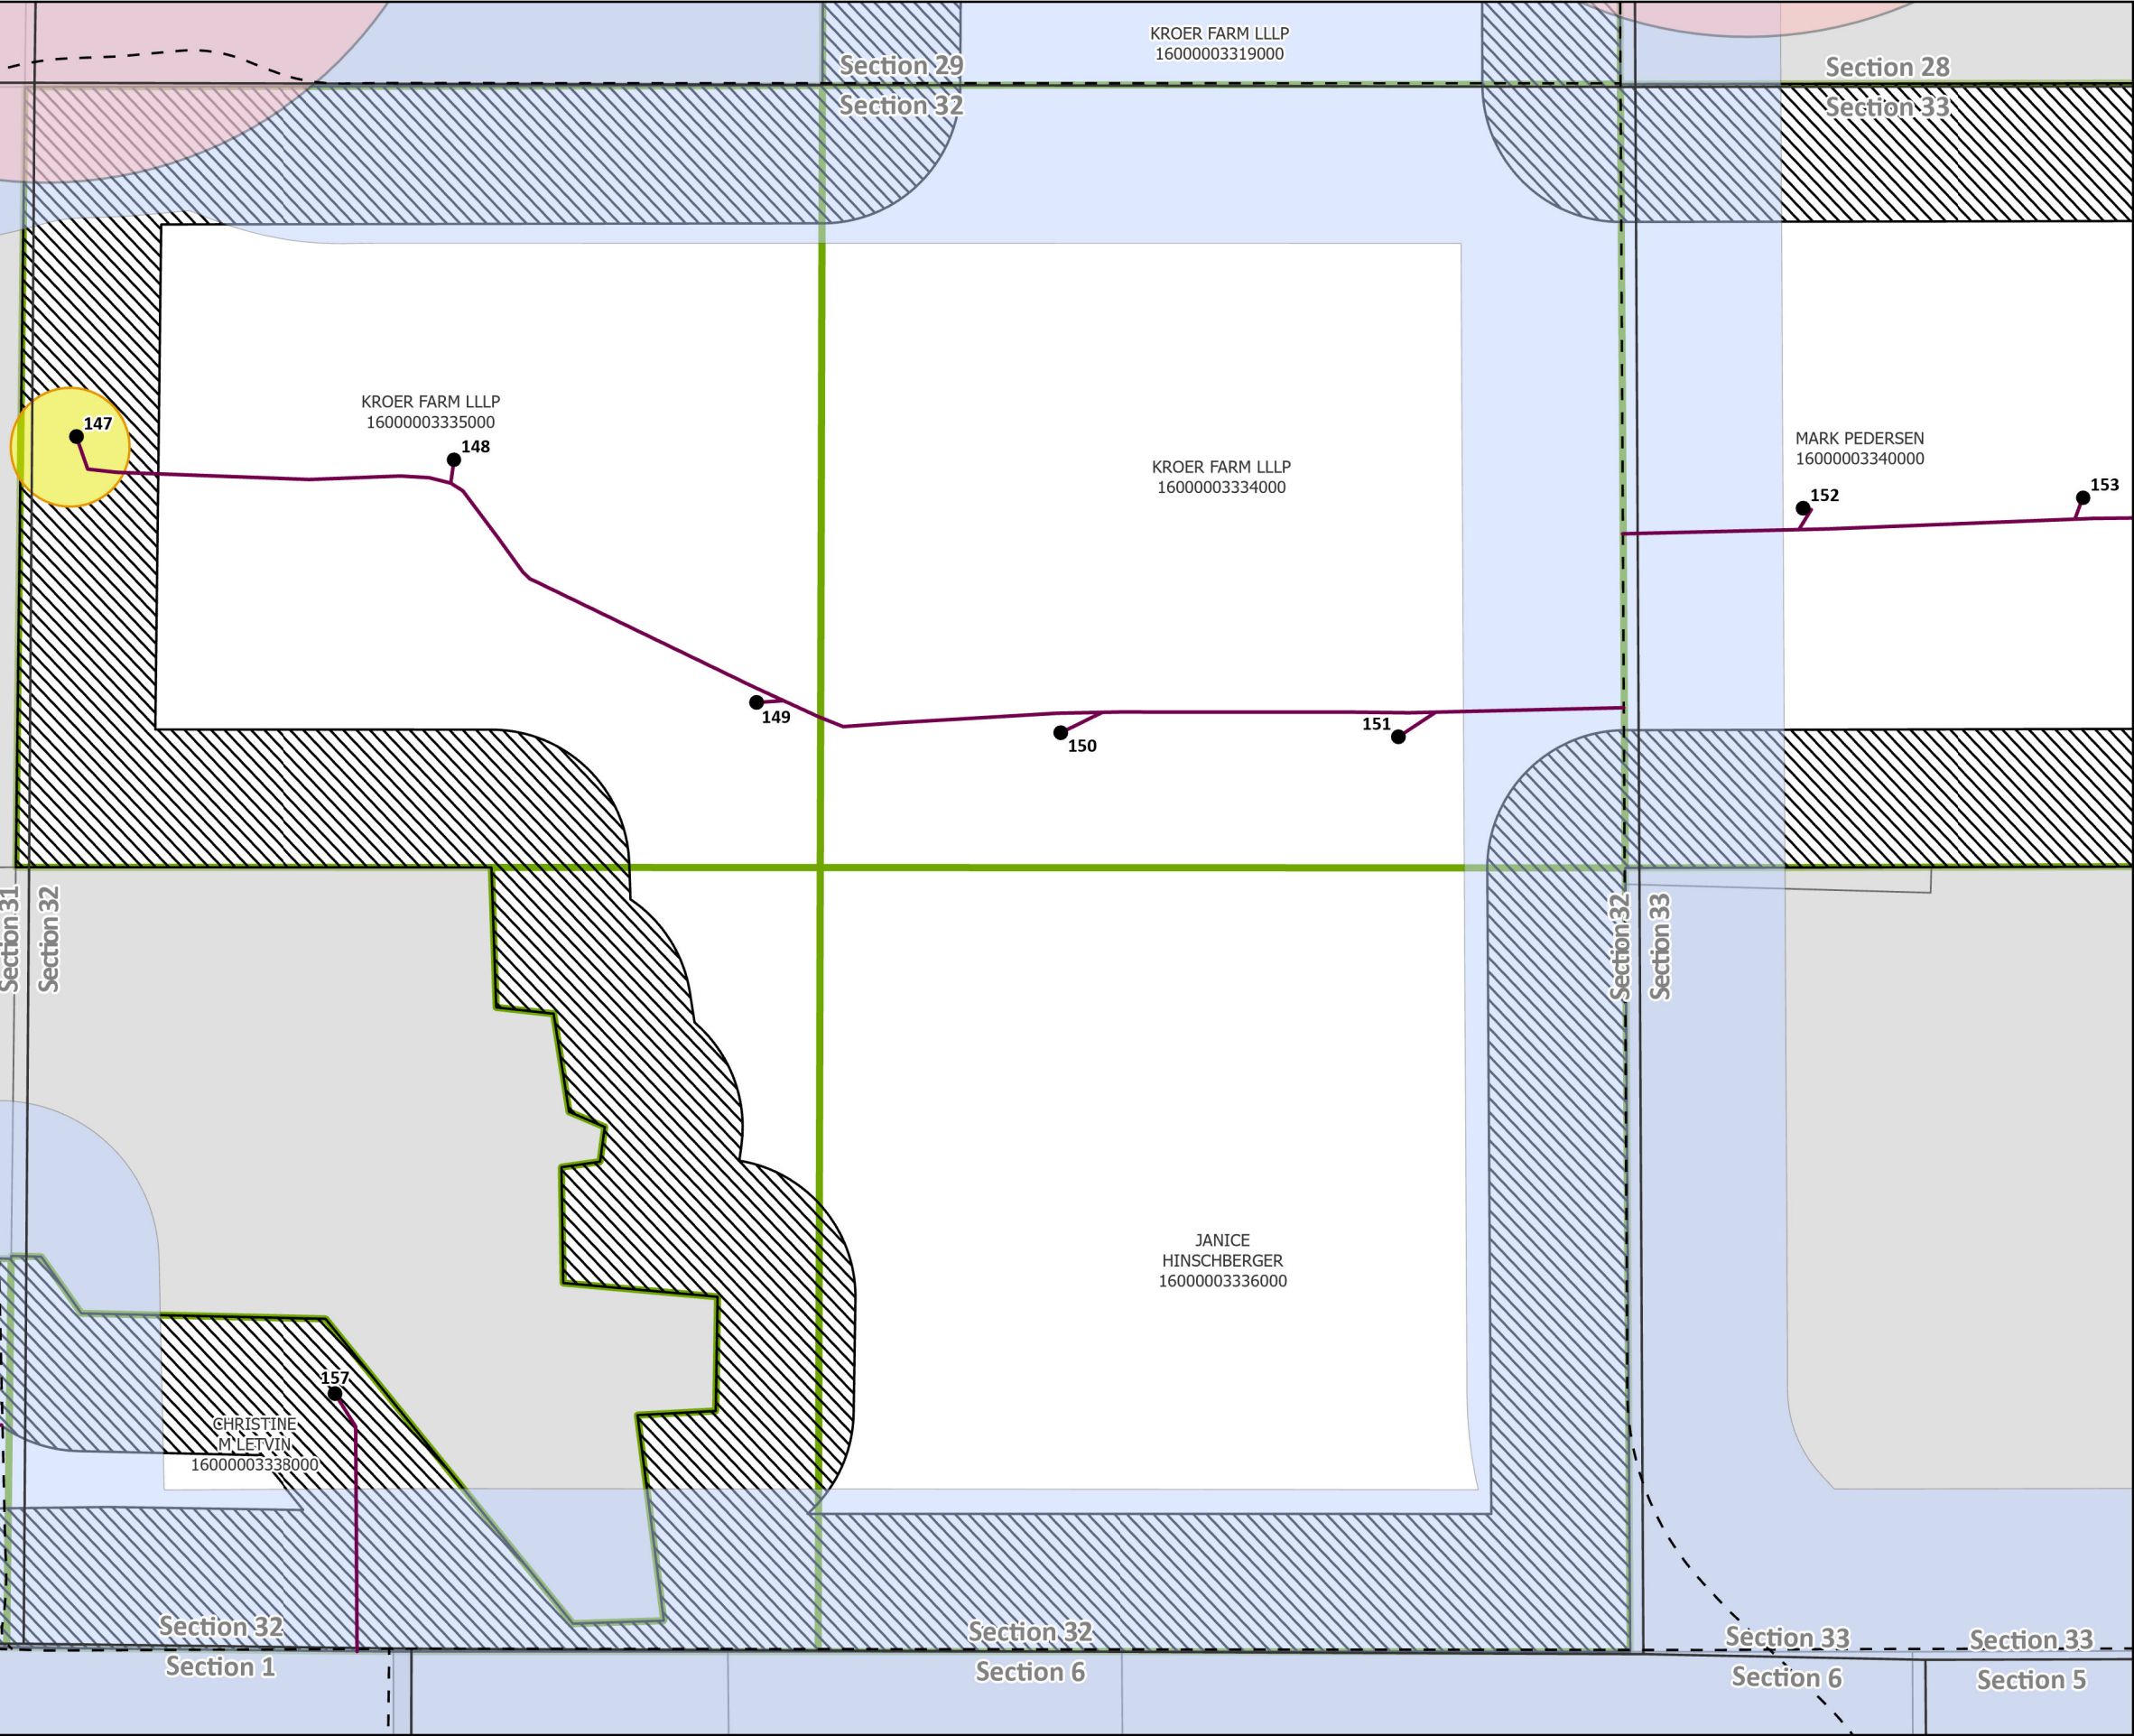 KROER FARM LLLP
16000003319000
Section 29
Section 32
Section 28
Section 33
147
KROER FARM LLLP
16000003335000
148
KROER FARM LLLP
16000003334000
MARK PEDERSEN
16000003340000
152
153
149
150
151
Section 31
Section 32
Section 32
Section 33
JANICE
HINSCHBERGER
16000003336000
157
CHRISTINE
M LETVIN
16000003338000
Section 32
Section 1
Section 32
Section 6
Section 33
Section 6
Section 33
Section 5